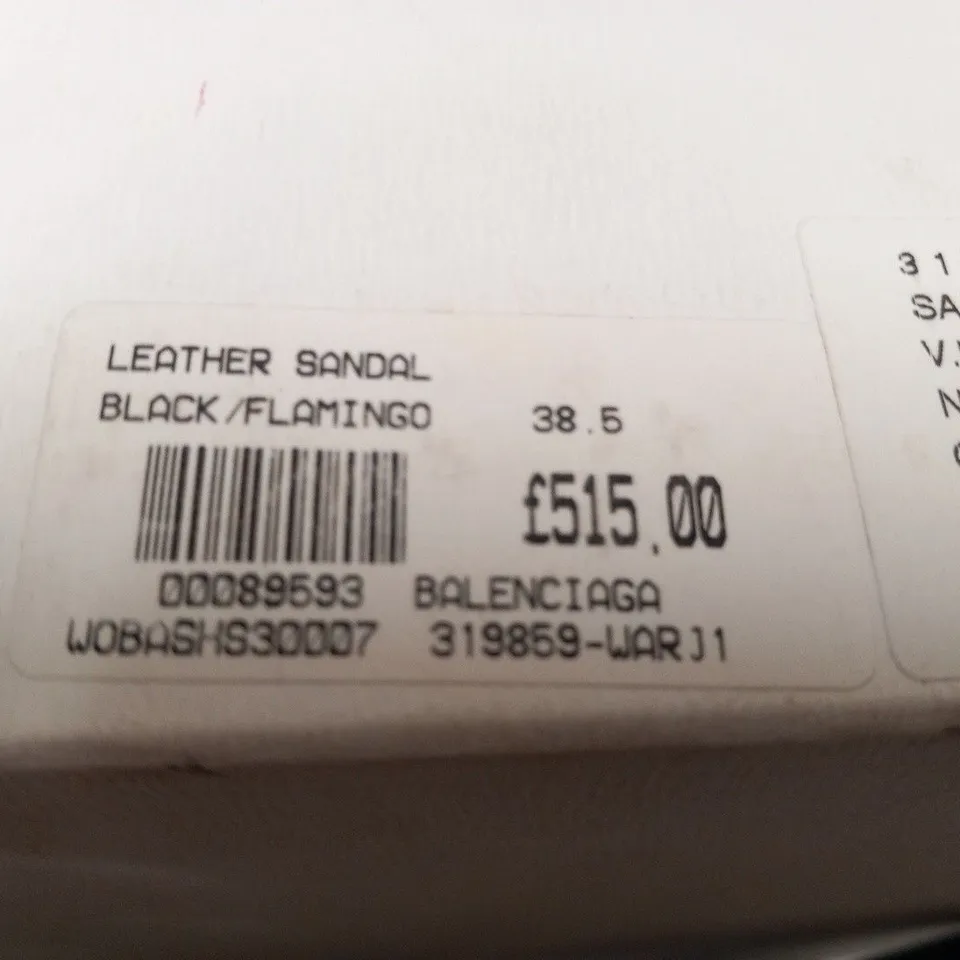 LEATHER SANDAL
BLACK/FLAMINGO 38.5
£515.00
00089593 BALENCIAGA
WOBASHS30007 319859-WARJ1
3 1
SA
V.
N